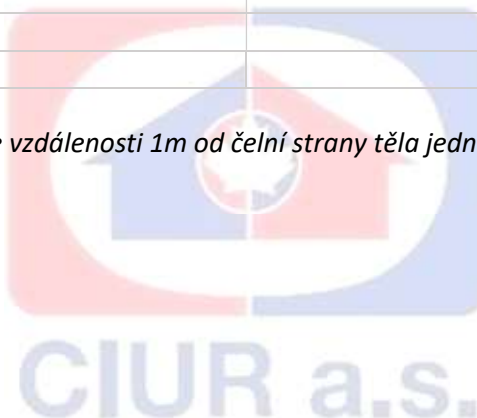 vzdálenosti 1m od čelní strany těla jedn
CIUR a.s.